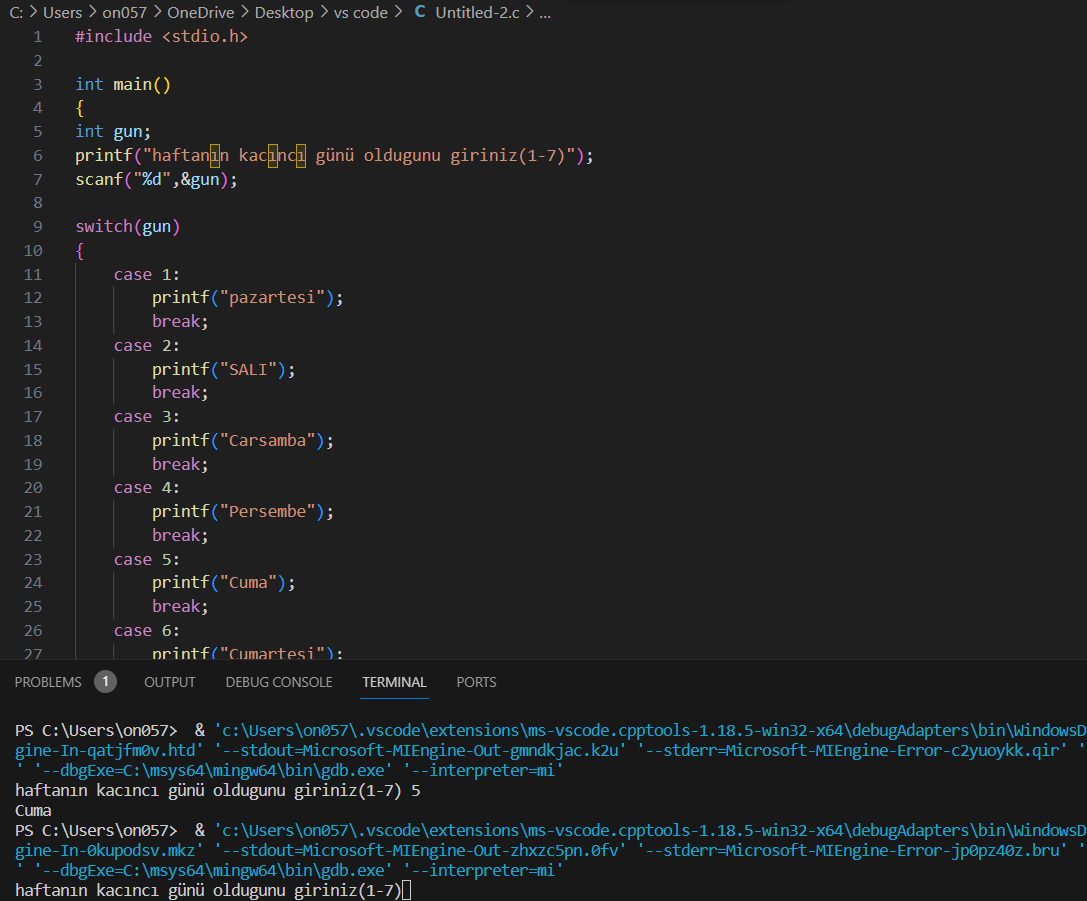 C: > Users > on057 > OneDrive > Desktop > vs code > C Untitled-2.c > ...
1 #include <stdio.h>
2
3 int main()
4 {
5 int gun;
6 printf("haftanın kacıncı günü oldugunu giriniz(1-7)");
7 scanf("%d",&gun);
8
9 switch(gun)
10 {
11 case 1:
12 printf("pazartesi");
13 break;
14 case 2:
15 printf("SALI");
16 break;
17 case 3:
18 printf("Carsamba");
19 break;
20 case 4:
21 printf("Persembe");
22 break;
23 case 5:
24 printf("Cuma");
25 break;
26 case 6:
27 printf("Cumartesi");
PROBLEMS 1 OUTPUT DEBUG CONSOLE TERMINAL PORTS
PS C:\Users\on057>  & 'c:\Users\on057\.vscode\extensions\ms-vscode.cpptools-1.18.5-win32-x64\debugAdapters\bin\WindowsD
gine-In-qatjfm0v.htd' '--stdout=Microsoft-MIEngine-Out-gmndkjac.k2u' '--stderr=Microsoft-MIEngine-Error-c2yuoykk.qir' '
' '--dbgExe=C:\msys64\mingw64\bin\gdb.exe' '--interpreter=mi'
haftanın kacıncı günü oldugunu giriniz(1-7) 5
Cuma
PS C:\Users\on057>  & 'c:\Users\on057\.vscode\extensions\ms-vscode.cpptools-1.18.5-win32-x64\debugAdapters\bin\WindowsD
gine-In-0kupodsv.mkz' '--stdout=Microsoft-MIEngine-Out-zhxzc5pn.0fv' '--stderr=Microsoft-MIEngine-Error-jp0pz40z.bru' '
' '--dbgExe=C:\msys64\mingw64\bin\gdb.exe' '--interpreter=mi'
haftanın kacıncı günü oldugunu giriniz(1-7)